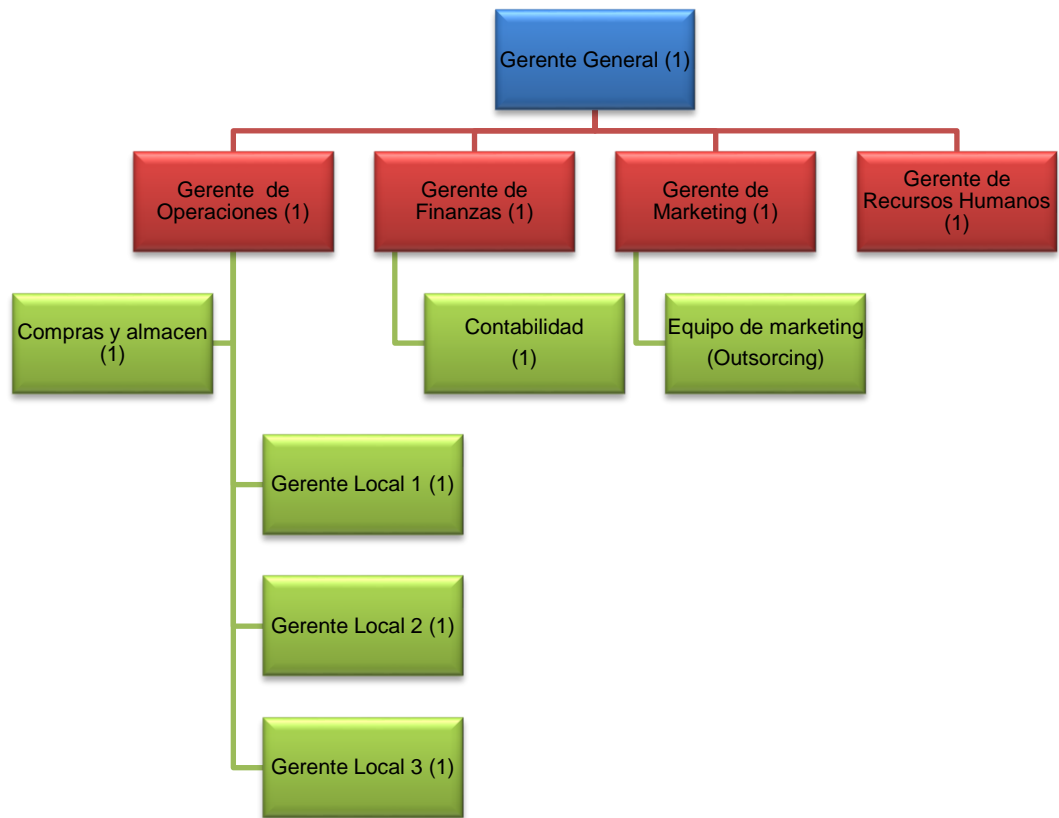 Gerente General (1)
Gerente de
Operaciones (1)
Gerente de
Finanzas (1)
Gerente de
Marketing (1)
Gerente de
Recursos Humanos
(1)
Compras y almacen
(1)
Contabilidad
(1)
Equipo de marketing
(Outsorcing)
Gerente Local 1 (1)
Gerente Local 2 (1)
Gerente Local 3 (1)